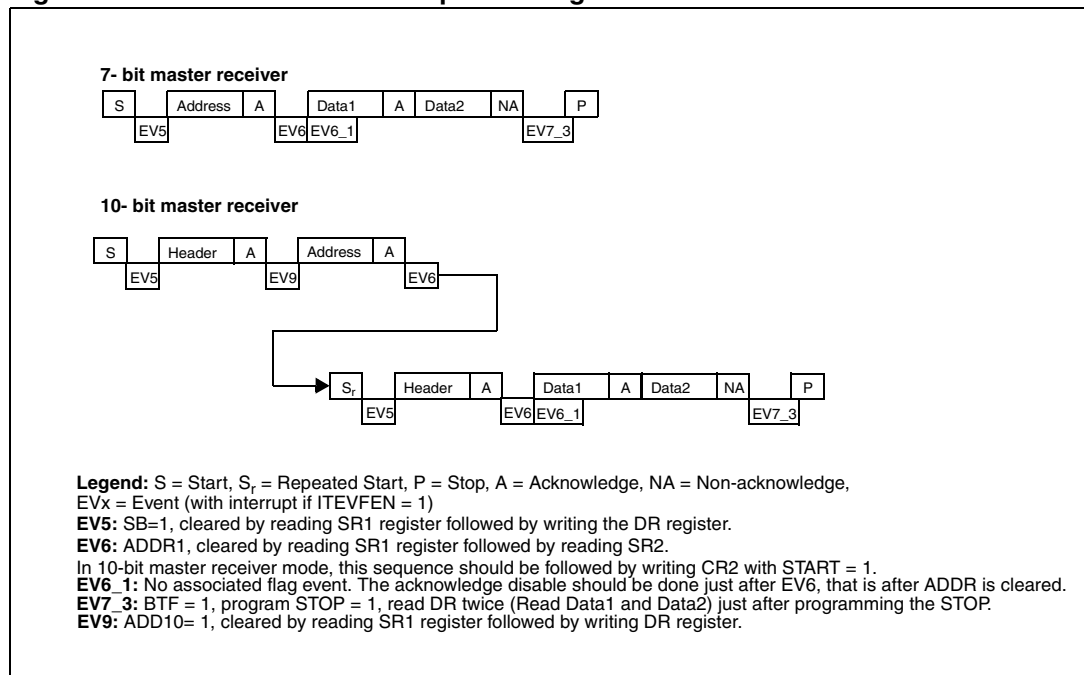 7- bit master receiver
S Address A Data1 A Data2 NA P
EV5 EV6 EV6_1 EV7_3
10- bit master receiver
S Header A Address A
EV5 EV9 EV6
Sr Header A Data1 A Data2 NA P
EV5 EV6 EV6_1 EV7_3
Legend: S = Start, Sr = Repeated Start, P = Stop, A = Acknowledge, NA = Non-acknowledge,
EVx = Event (with interrupt if ITEVFEN = 1)
EV5: SB=1, cleared by reading SR1 register followed by writing the DR register.
EV6: ADDR1, cleared by reading SR1 register followed by reading SR2.
In 10-bit master receiver mode, this sequence should be followed by writing CR2 with START = 1.
EV6_1: No associated flag event. The acknowledge disable should be done just after EV6, that is after ADDR is cleared.
EV7_3: BTF = 1, program STOP = 1, read DR twice (Read Data1 and Data2) just after programming the STOP.
EV9: ADD10= 1, cleared by reading SR1 register followed by writing DR register.